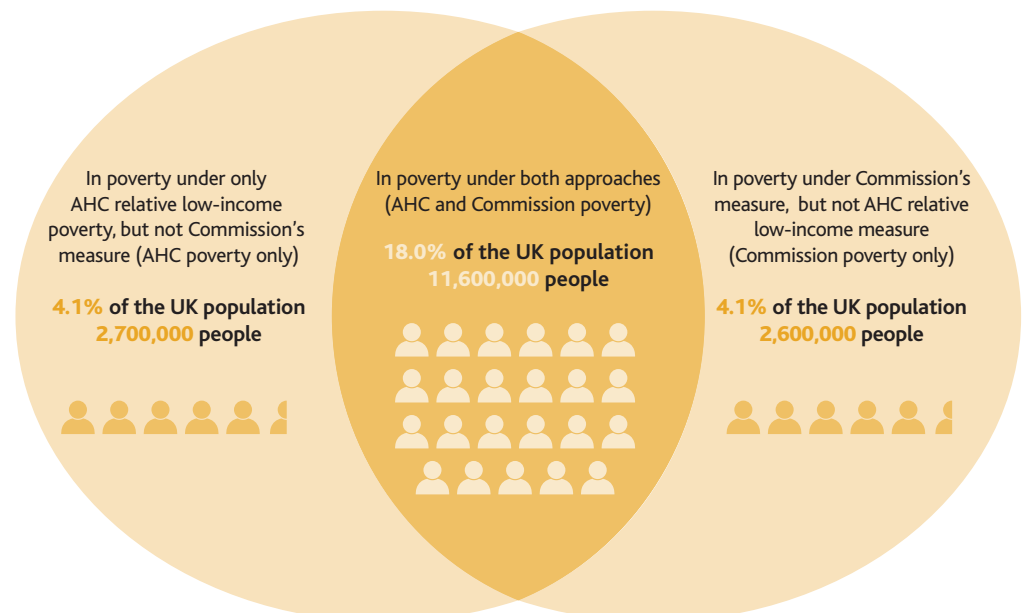 In poverty under only
AHC relative low-income
poverty, but not Commission's
measure (AHC poverty only)
4.1% of the UK population
2,700,000 people
In poverty under both approaches
(AHC and Commission poverty)
18.0% of the UK population
11,600,000 people
In poverty under Commission's
measure, but not AHC relative
low-income measure
(Commission poverty only)
4.1% of the UK population
2,600,000 people